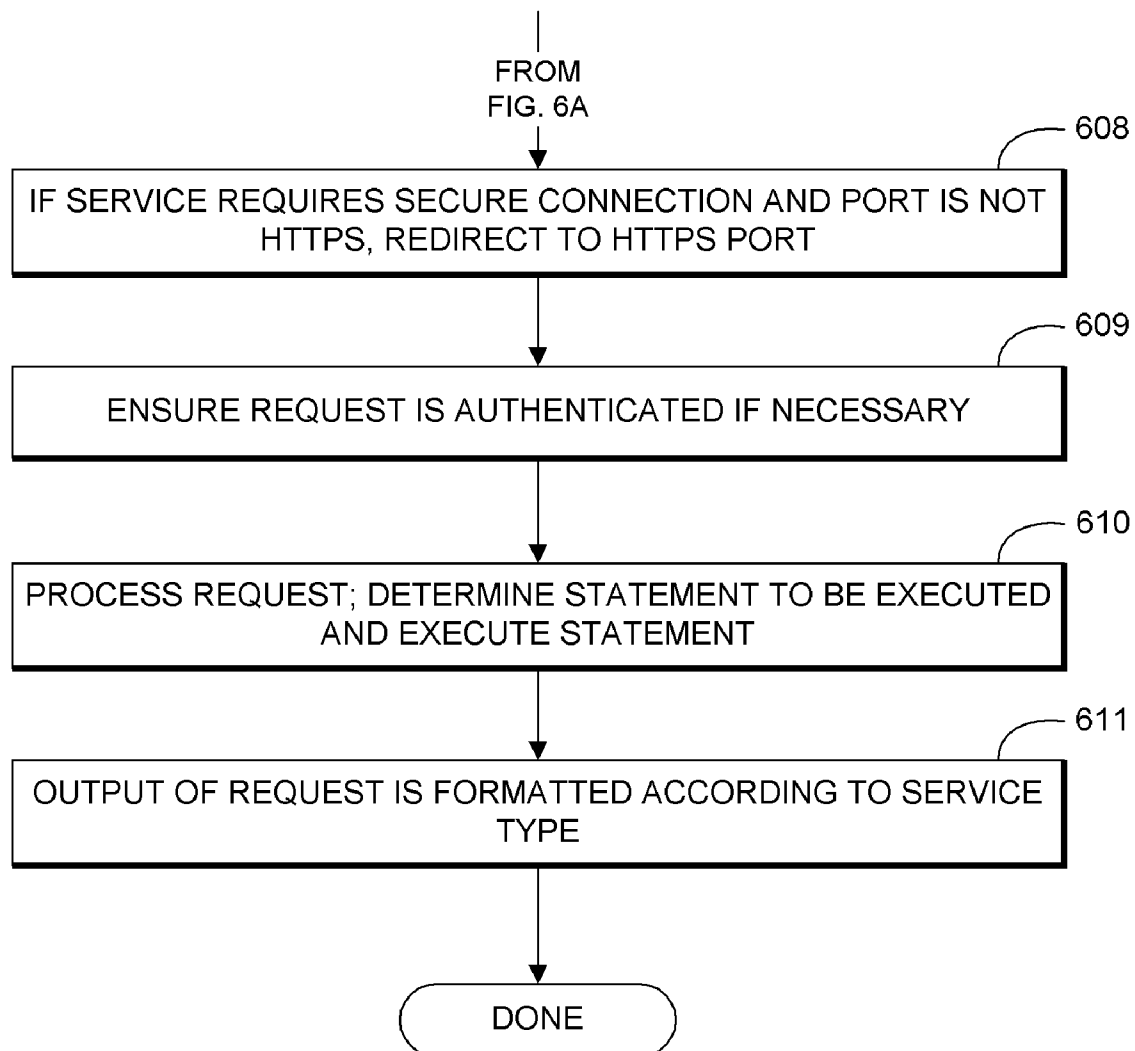 FROM
FIG. 6A
608
IF SERVICE REQUIRES SECURE CONNECTION AND PORT IS NOT
HTTPS, REDIRECT TO HTTPS PORT
609
ENSURE REQUEST IS AUTHENTICATED IF NECESSARY
610
PROCESS REQUEST; DETERMINE STATEMENT TO BE EXECUTED
AND EXECUTE STATEMENT
611
OUTPUT OF REQUEST IS FORMATTED ACCORDING TO SERVICE
TYPE
DONE